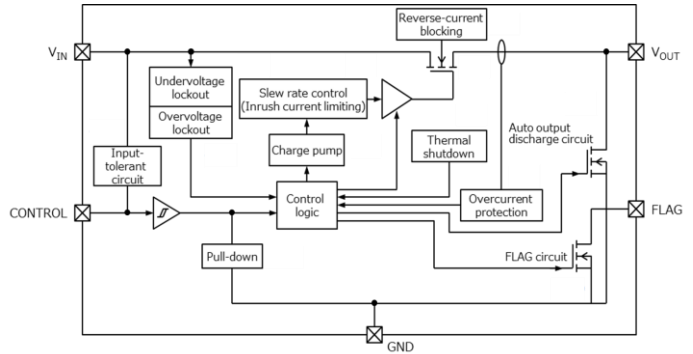 Reverse-current
blocking
VIN
VOUT
Undervoltage
lockout
Overvoltage
lockout
Slew rate control
(Inrush current limiting)
Auto output
discharge circuit
Thermal
shutdown
Charge pump
Input-
tolerant
circuit
Control
logic
Overcurrent
protection
CONTROL
FLAG
Pull-down
FLAG circuit
GND